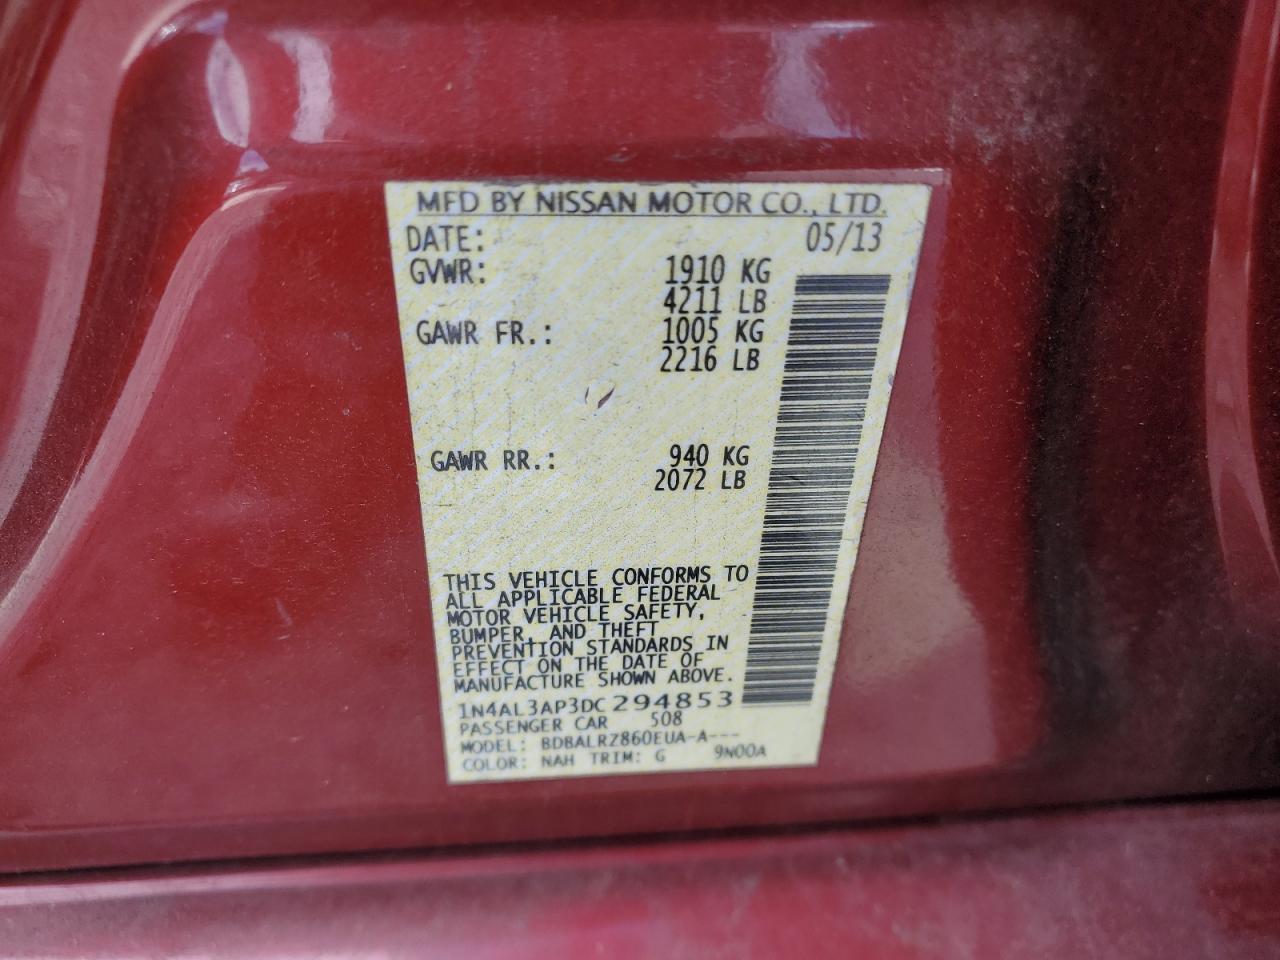 MFD BY NISSAN MOTOR CO., LTD.
DATE: 05/13
GVWR: 1910 KG
4211 LB
GAWR FR.: 1005 KG
2216 LB
GAWR RR.: 940 KG
2072 LB
THIS VEHICLE CONFORMS TO
ALL APPLICABLE FEDERAL
MOTOR VEHICLE SAFETY,
BUMPER, AND THEFT
PREVENTION STANDARDS IN
EFFECT ON THE DATE OF
MANUFACTURE SHOWN ABOVE.
1N4AL3AP3DC294853
PASSENGER CAR 508
MODEL: BDBALRZ860EUA-A---
COLOR: NAH TRIM: G 9N00A